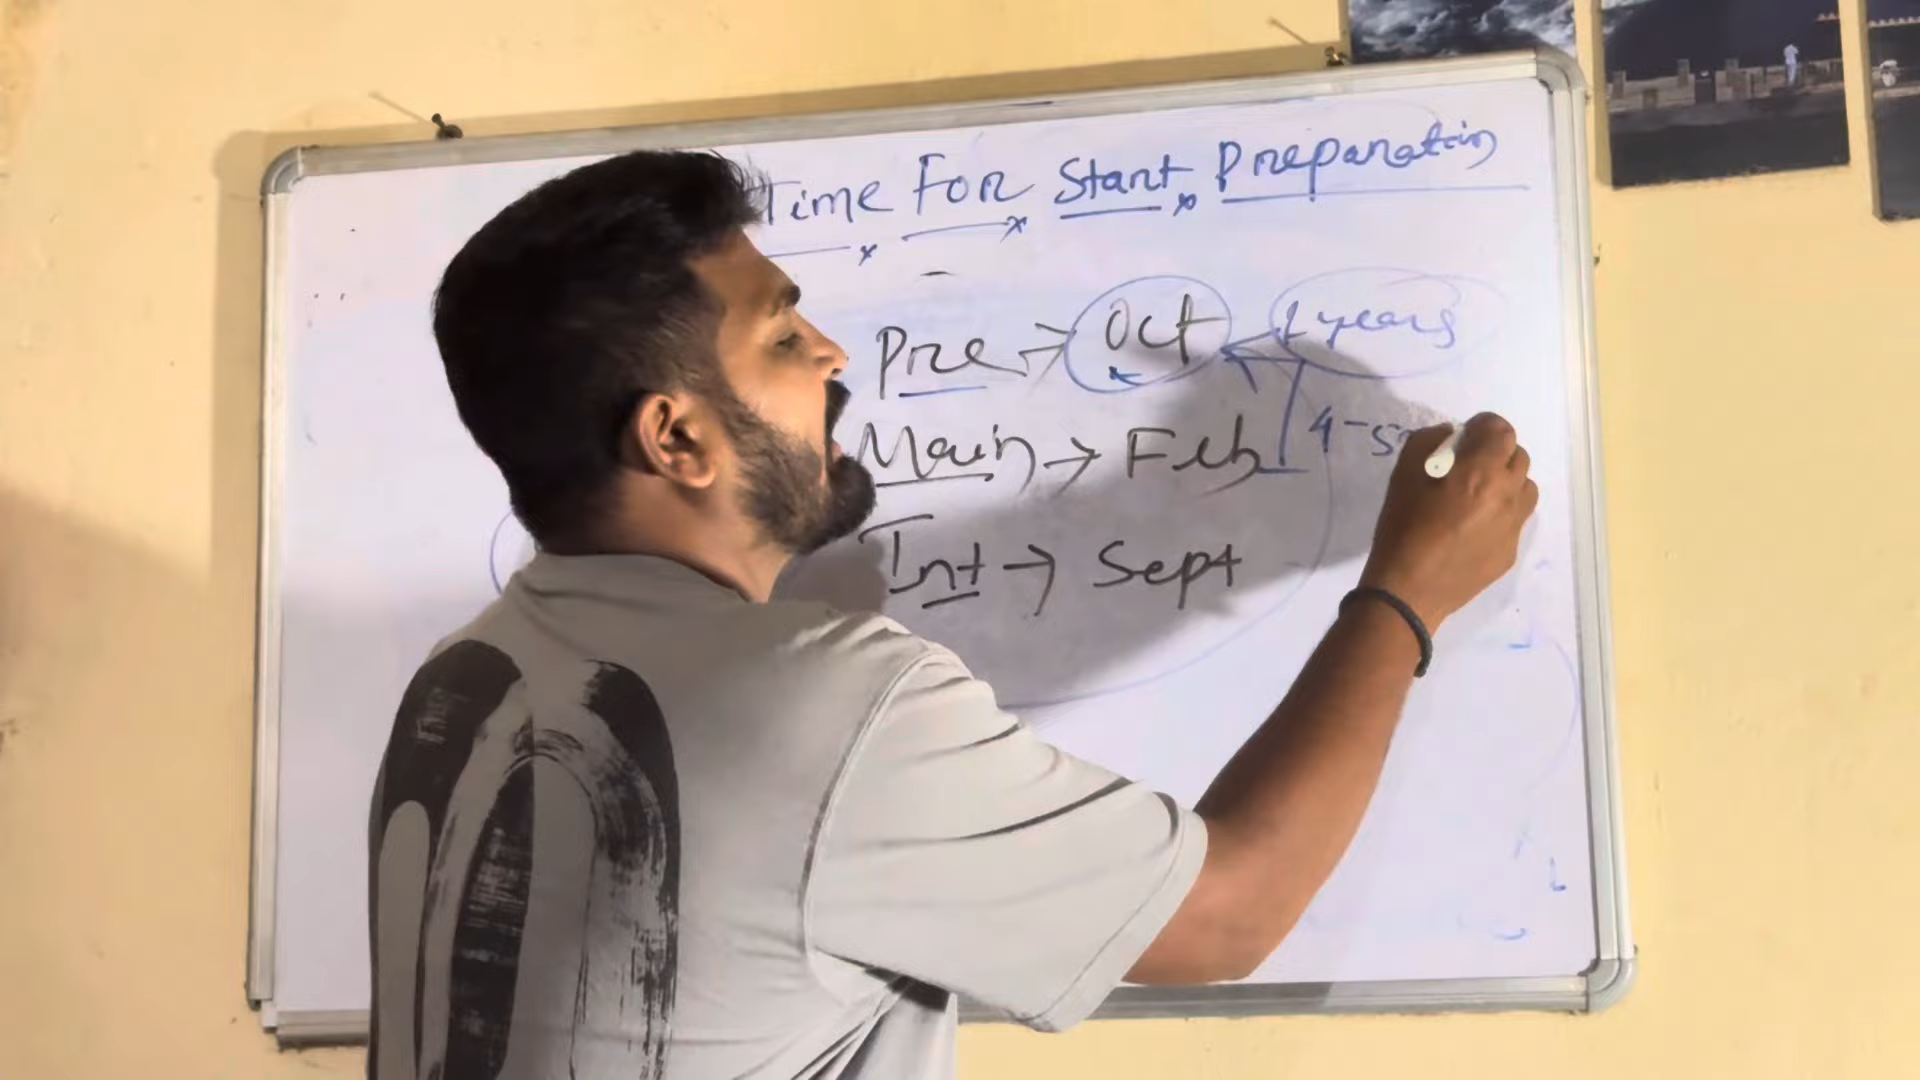 Time For Start Preparation
Pre → Oct ← 1 years
Main → Feb 4-5
Int → Sept